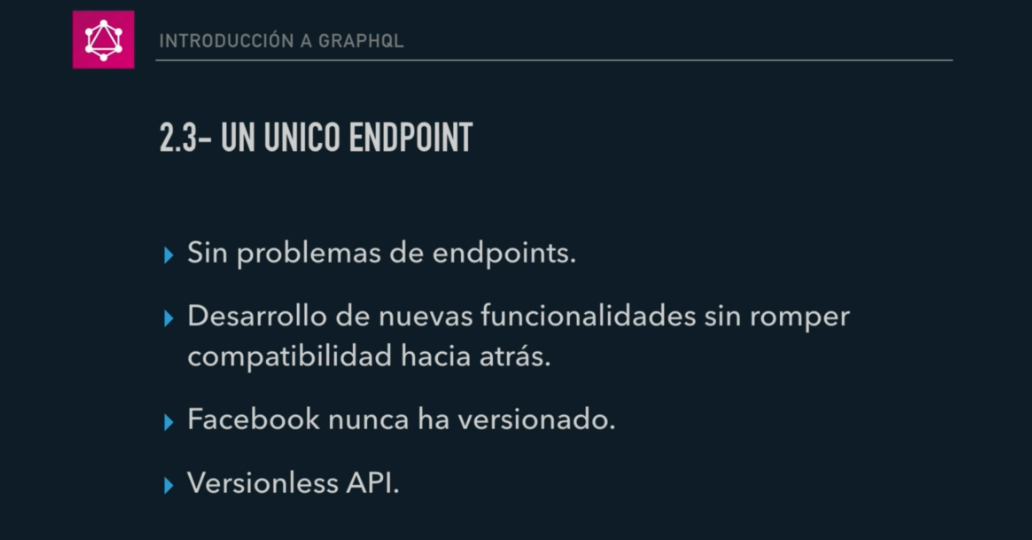 INTRODUCCIÓN A GRAPHQL
2.3- UN UNICO ENDPOINT
Sin problemas de endpoints.
Desarrollo de nuevas funcionalidades sin romper
compatibilidad hacia atrás.
Facebook nunca ha versionado.
Versionless API.